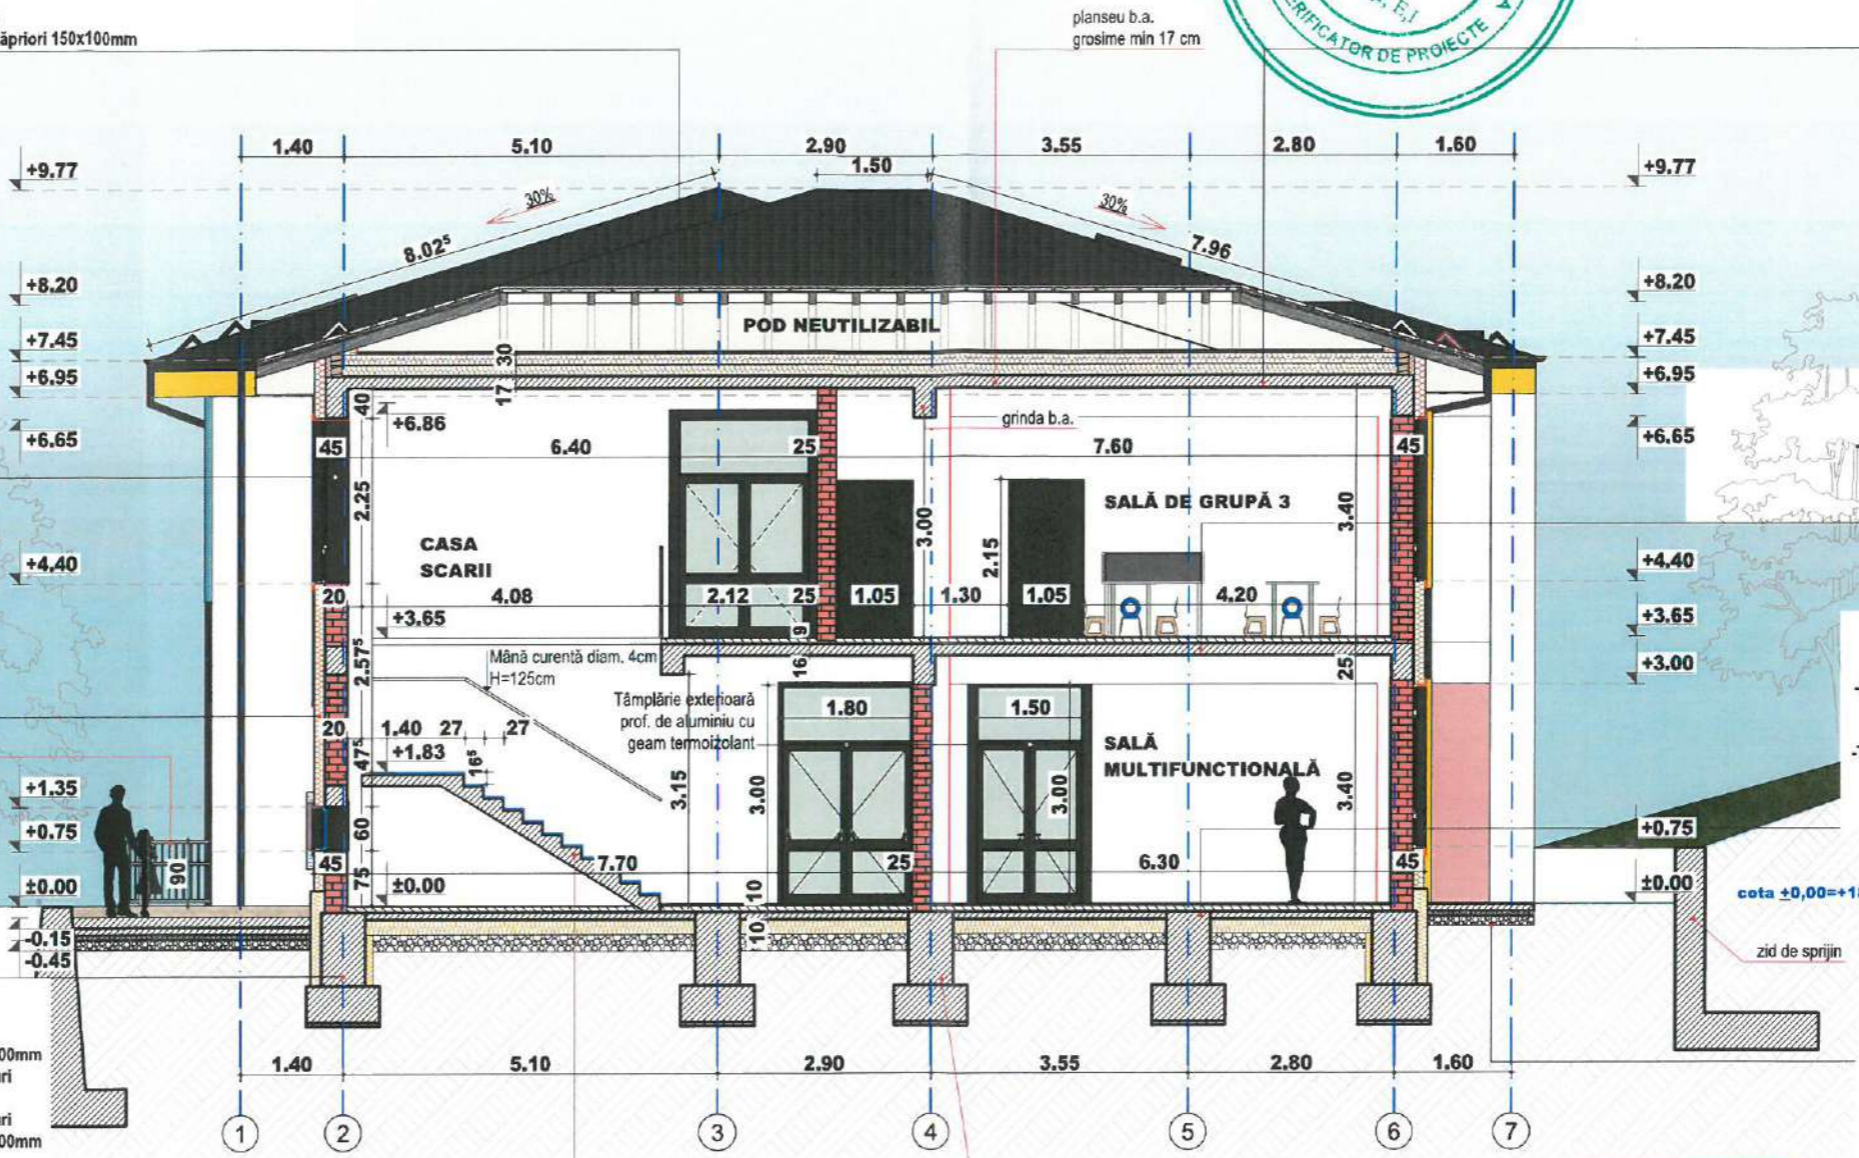 ăpriori 150x100mm
planseu b.a.
grosime min 17 cm
P, E,I
ERIFICATOR DE PROIECTE
1.40 5.10 2.90 3.55 2.80 1.60
1.50
+9.77
+9.77
30%
30%
8.02⁵
7.96
+8.20
+8.20
POD NEUTILIZABIL
+7.45
+7.45
30
+6.95
+6.95
17
40
+6.86
grinda b.a.
+6.65
+6.65
45 6.40 25 7.60 45
2.25
SALĂ DE GRUPĂ 3
3.00
2.15
3.40
CASA
SCARII
+4.40
+4.40
20 4.08 2.12 25 1.05 1.30 1.05 4.20
+3.65
+3.65
9
16
25
2.57⁵
Mână curentă diam. 4cm
H=125cm
+3.00
Tâmplărie exterioară
prof. de aluminiu cu
geam termoizolant
1.80
1.50
20 1.40 27 27
47⁵
+1.83
16⁵
SALĂ
MULTIFUNCTIONALĂ
3.15
3.00
3.00
3.40
+1.35
+0.75
+0.75
60
45 7.70 25 6.30 45
90
75
±0.00
±0.00
±0.00
10
10
cota ±0,00=+18
-0.15
-0.45
zid de sprijin
00mm
ri
ri
00mm
1.40 5.10 2.90 3.55 2.80 1.60
1 2 3 4 5 6 7